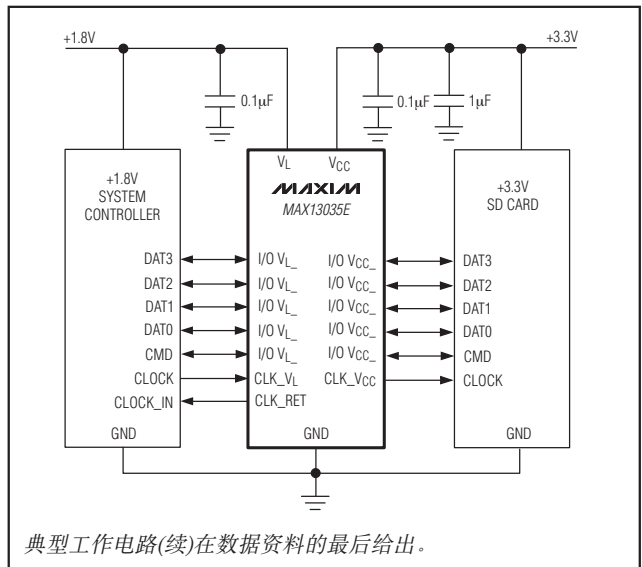 +1.8V
+3.3V
0.1µF
0.1µF
1µF
VL
VCC
+1.8V
SYSTEM
CONTROLLER
MAXIM
MAX13035E
+3.3V
SD CARD
DAT3
I/O VL_
I/O VCC_
DAT3
DAT2
I/O VL_
I/O VCC_
DAT2
DAT1
I/O VL_
I/O VCC_
DAT1
DAT0
I/O VL_
I/O VCC_
DAT0
CMD
I/O VL_
I/O VCC_
CMD
CLOCK
CLK_VL
CLK_VCC
CLOCK
CLOCK_IN
CLK_RET
GND
GND
GND
典型工作电路(续)在数据资料的最后给出。